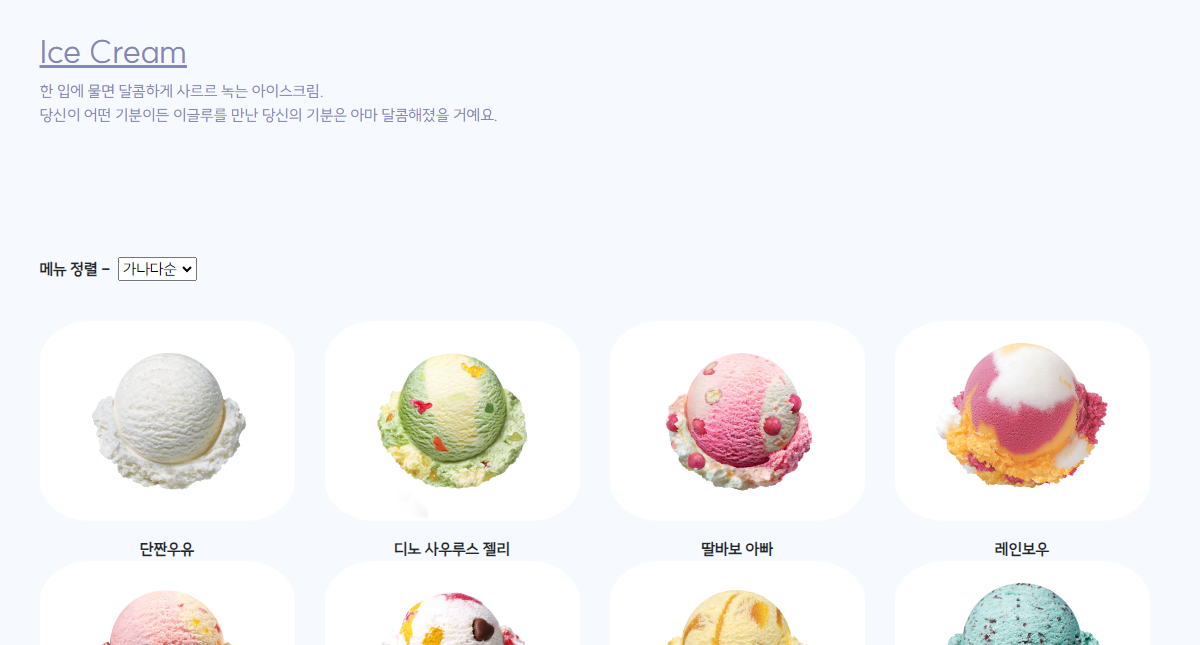 Ice Cream
한 입에 물면 달콤하게 사르르 녹는 아이스크림.
당신이 어떤 기분이든 이글루를 만난 당신의 기분은 아마 달콤해졌을 거예요.
메뉴 정렬 - 가나다순
단짠우유
디노 사우루스 젤리
딸바보 아빠
레인보우